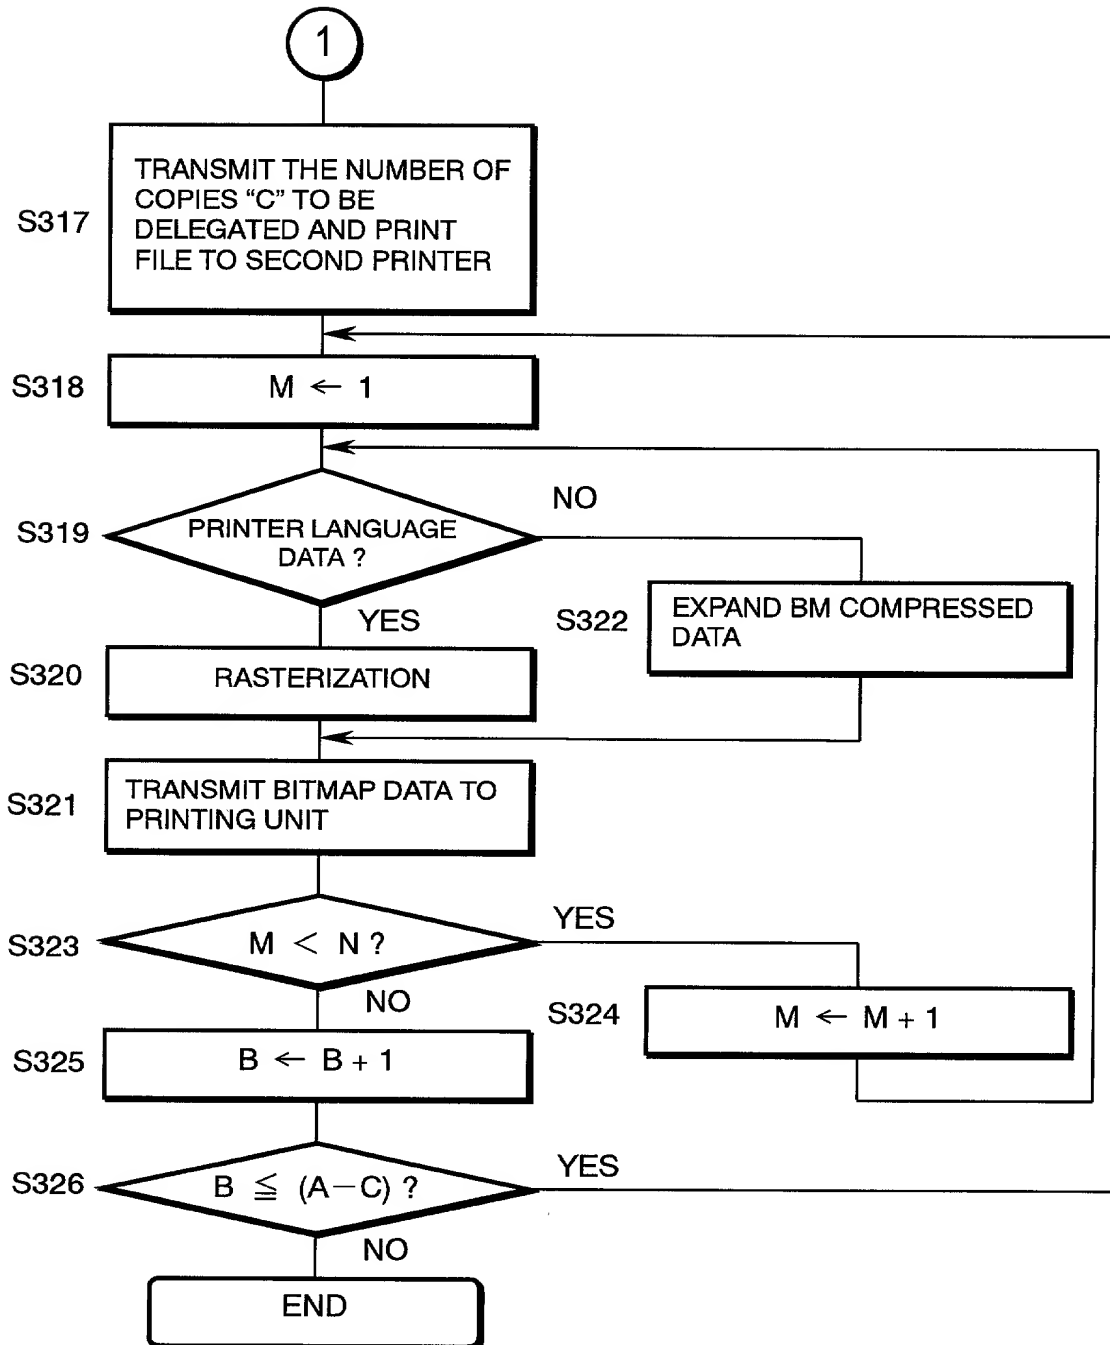 1
S317
TRANSMIT THE NUMBER OF
COPIES “C” TO BE
DELEGATED AND PRINT
FILE TO SECOND PRINTER
S318
M ← 1
S319
PRINTER LANGUAGE
DATA ?
NO
YES
S322
EXPAND BM COMPRESSED
DATA
S320
RASTERIZATION
S321
TRANSMIT BITMAP DATA TO
PRINTING UNIT
S323
M < N ?
YES
NO
S324
M ← M + 1
S325
B ← B + 1
S326
B ≦ (A－C) ?
YES
NO
END